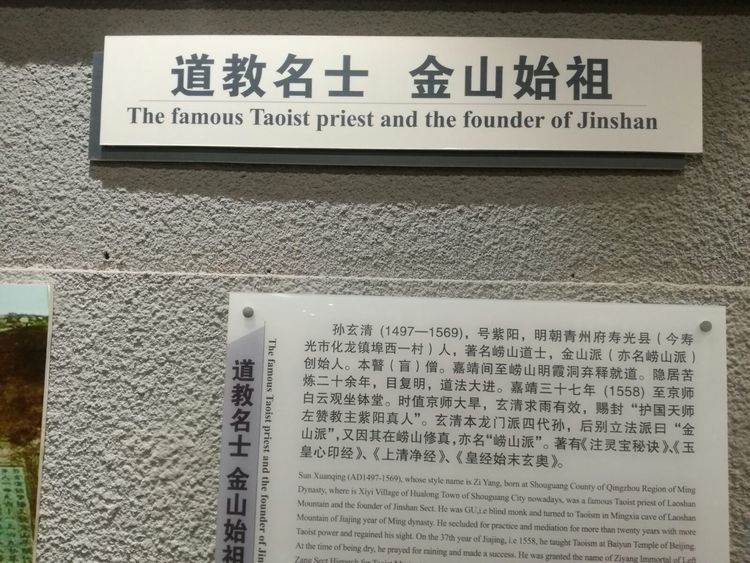 道教名士 金山始祖
The famous Taoist priest and the founder of Jinshan
道教名士 金山始祖
The famous Taoist priest and the founder of Jin
孙玄清（1497—1569），号紫阳，明朝青州府寿光县（今寿
光市化龙镇埠西一村）人，著名崂山道士，金山派（亦名崂山派）
创始人。本瞽（盲）僧。嘉靖间至崂山明霞洞弃释就道。隐居苦
炼二十余年，目复明，道法大进。嘉靖三十七年（1558）至京师
白云观坐钵堂。时值京师大旱，玄清求雨有效，赐封“护国天师
左赞教主紫阳真人”。玄清本龙门派四代孙，后别立法派曰“金
山派”，又因其在崂山修真，亦名“崂山派”。著有《注灵宝秘诀》、《玉
皇心印经》、《上清净经》、《皇经始末玄奥》。
Sun Xuanqing (AD1497-1569), whose style name is Zi Yang, born at Shouguang County of Qingzhou Region of Ming
Dynasty, where is Xiyi Village of Hualong Town of Shouguang City nowadays, was a famous Taoist priest of Laoshan
Mountain and the founder of Jinshan Sect. He was GU,i.e blind monk and turned to Taoism in Mingxia cave of Laoshan
Mountain of Jiajing year of Ming dynasty. He secluded for practice and mediation for more than twenty years with more
Taoist power and regained his sight. On the 37th year of Jiajing, i.e 1558, he taught Taoism at Baiyun Temple of Beijing.
At the time of being dry, he prayed for raining and made a success. He was granted the name of Ziyang Immortal of Left
Zang Sect Hierarch for Taoist